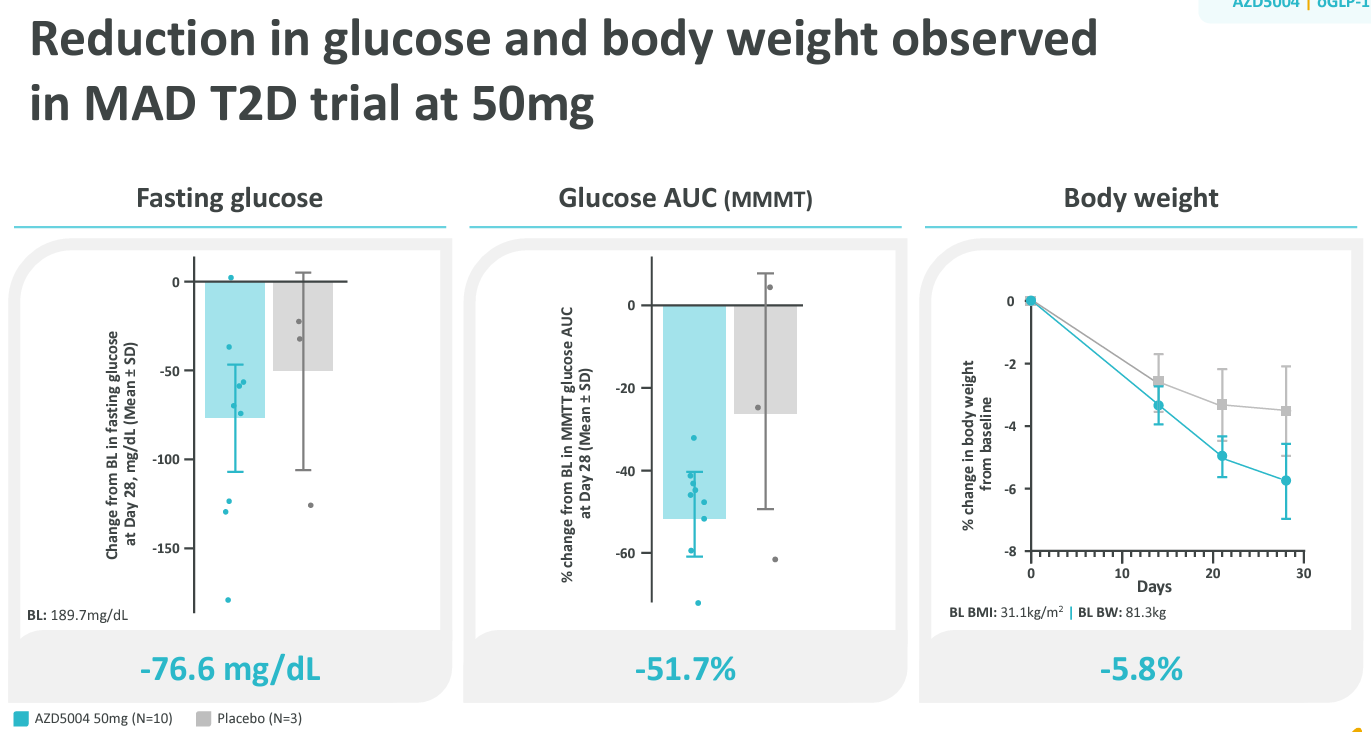 AZD5004 | oGLP-1
Reduction in glucose and body weight observed
in MAD T2D trial at 50mg
Fasting glucose
Change from BL in fasting glucose
at Day 28, mg/dL (Mean ± SD)
0
-50
-100
-150
BL: 189.7mg/dL
-76.6 mg/dL
Glucose AUC (MMMT)
% change from BL in MMTT glucose AUC
at Day 28 (Mean ± SD)
0
-20
-40
-60
-51.7%
Body weight
% change in body weight
from baseline
0
-2
-4
-6
-8
0 10 20 30
Days
BL BMI: 31.1kg/m² | BL BW: 81.3kg
-5.8%
AZD5004 50mg (N=10) Placebo (N=3)